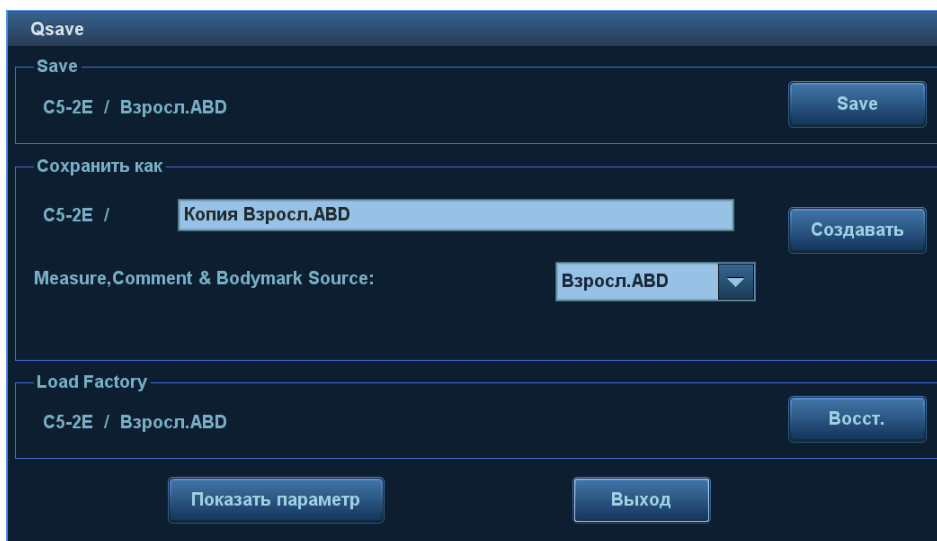 Qsave
Save
C5-2E / Взросл.ABD
Save
Сохранить как
C5-2E / Копия Взросл.ABD
Создавать
Measure,Comment & Bodymark Source: Взросл.ABD
Load Factory
C5-2E / Взросл.ABD
Восст.
Показать параметр
Выход